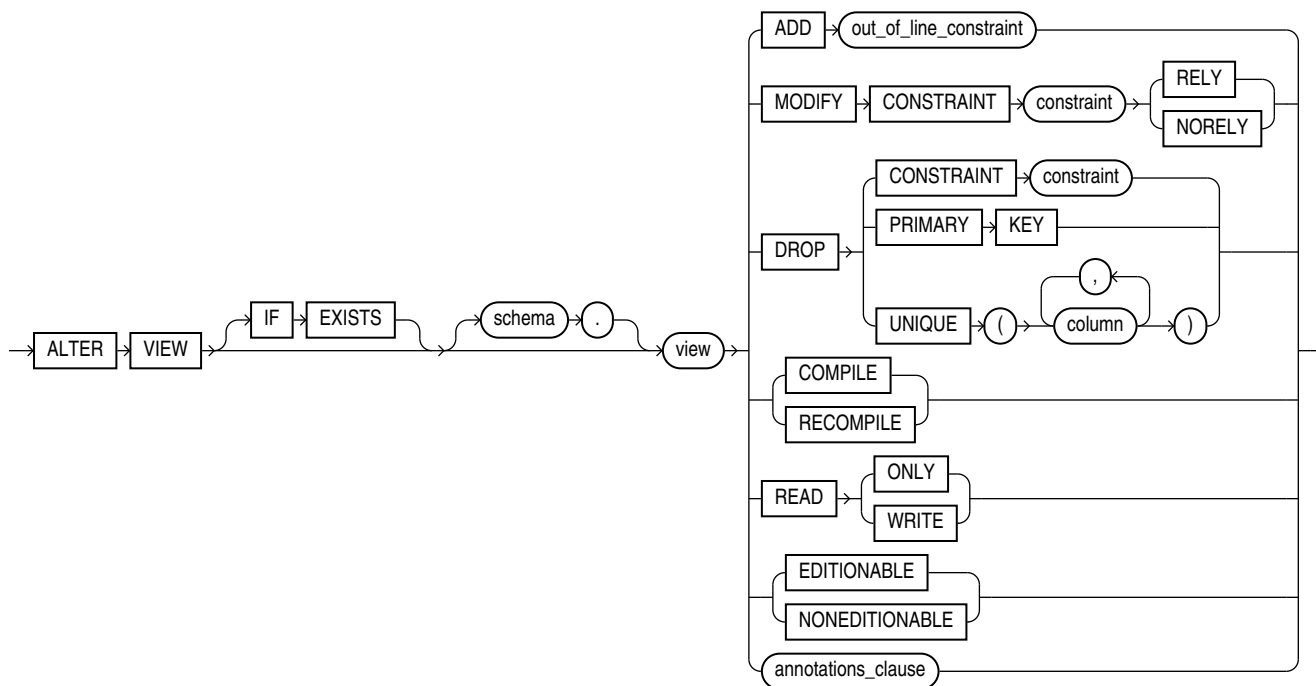 ADD out_of_line_constraint
MODIFY CONSTRAINT constraint RELY
NORELY
DROP CONSTRAINT constraint
PRIMARY KEY
UNIQUE ( column , )
ALTER VIEW IF EXISTS schema . view
COMPILE
RECOMPILE
READ ONLY
WRITE
EDITIONABLE
NONEDITIONABLE
annotations_clause